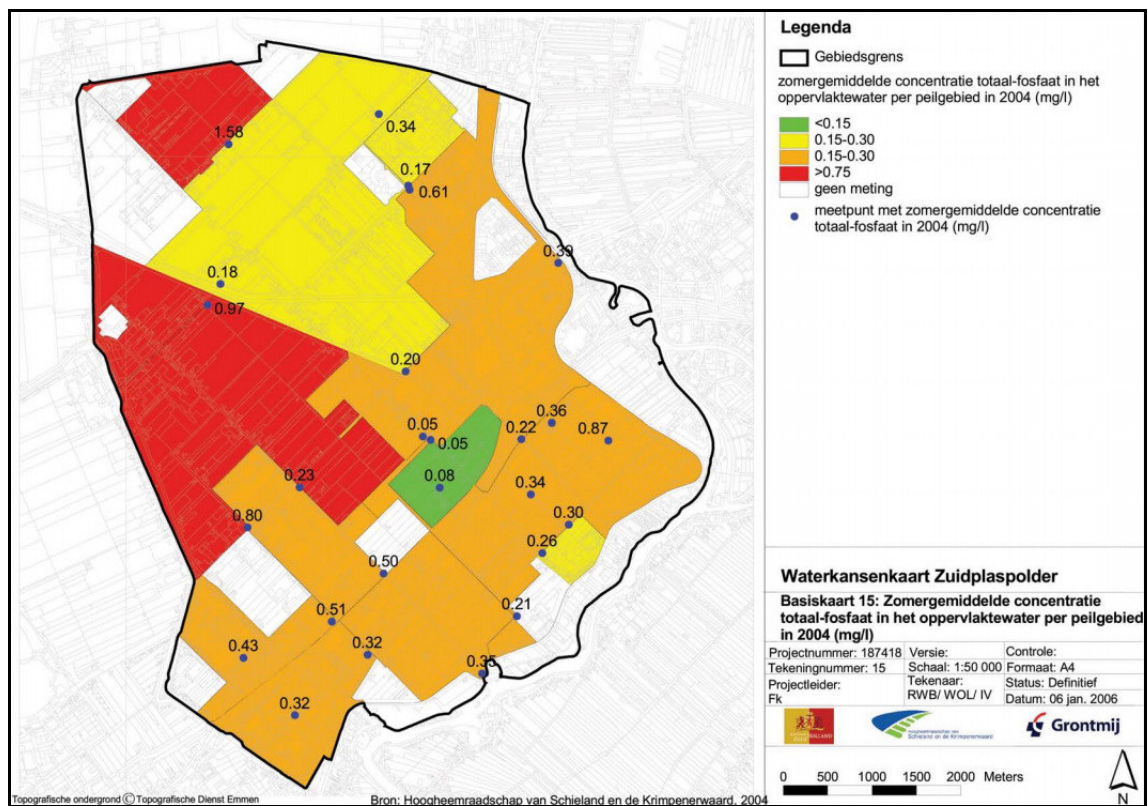 1.58
0.34
0.17
0.61
0.39
0.18
0.97
0.20
0.05
0.05
0.22
0.36
0.87
0.08
0.23
0.34
0.80
0.30
0.26
0.50
0.21
0.51
0.43
0.32
0.35
0.32
Topografische ondergrond © Topografische Dienst Emmen
Bron: Hoogheemraadschap van Schieland en de Krimpenerwaard, 2004
Legenda
Gebiedsgrens
zomergemiddelde concentratie totaal-fosfaat in het
oppervlaktewater per peilgebied in 2004 (mg/l)
<0.15
0.15-0.30
0.15-0.30
>0.75
geen meting
meetpunt met zomergemiddelde concentratie
totaal-fosfaat in 2004 (mg/l)
Waterkansenkaart Zuidplaspolder
Basiskaart 15: Zomergemiddelde concentratie
totaal-fosfaat in het oppervlaktewater per peilgebied
in 2004 (mg/l)
Projectnummer: 187418 Versie: Controle:
Tekeningnummer: 15 Schaal: 1:50 000 Formaat: A4
Projectleider: Tekenaar: Status: Definitief
Fk RWB/ WOL/ IV Datum: 06 jan. 2006
HOLLAND
Hoogheemraadschap van
Schieland en de Krimpenerwaard
Grontmij
0 500 1000 1500 2000 Meters
N